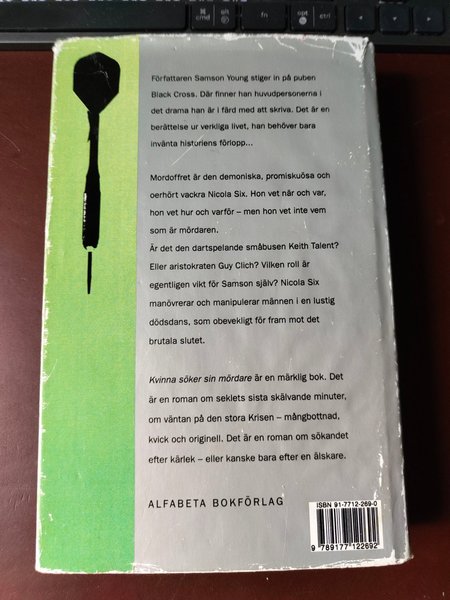 ⌘
cmd
alt
fn
opt
ctrl
Författaren Samson Young stiger in på puben
Black Cross. Där finner han huvudpersonerna i
det drama han är i färd med att skriva. Det är en
berättelse ur verkliga livet, han behöver bara
invänta historiens förlopp...
Mordoffret är den demoniska, promiskuösa och
oerhört vackra Nicola Six. Hon vet när och var,
hon vet hur och varför – men hon vet inte vem
som är mördaren.
Är det den dartspelande småbusen Keith Talent?
Eller aristokraten Guy Clich? Vilken roll är
egentligen vikt för Samson själv? Nicola Six
manövrerar och manipulerar männen i en lustig
dödsdans, som obevekligt för fram mot det
brutala slutet.
Kvinna söker sin mördare är en märklig bok. Det
är en roman om seklets sista skälvande minuter,
om väntan på den stora Krisen – mångbottnad,
kvick och originell. Det är en roman om sökandet
efter kärlek – eller kanske bara efter en älskare.
ALFABETA BOKFÖRLAG
ISBN 91-7712-269-0
9 789177 122692